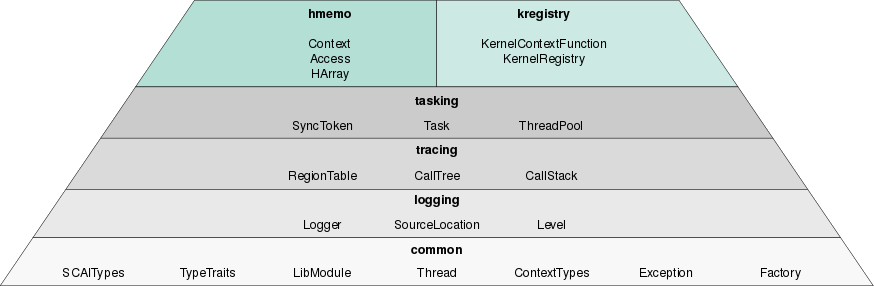 hmemo kregistry
Context KernelContextFunction
Access KernelRegistry
HArray
tasking
SyncToken Task ThreadPool
tracing
RegionTable CallTree CallStack
logging
Logger SourceLocation Level
common
SCAITypes TypeTraits LibModule Thread ContextTypes Exception Factory